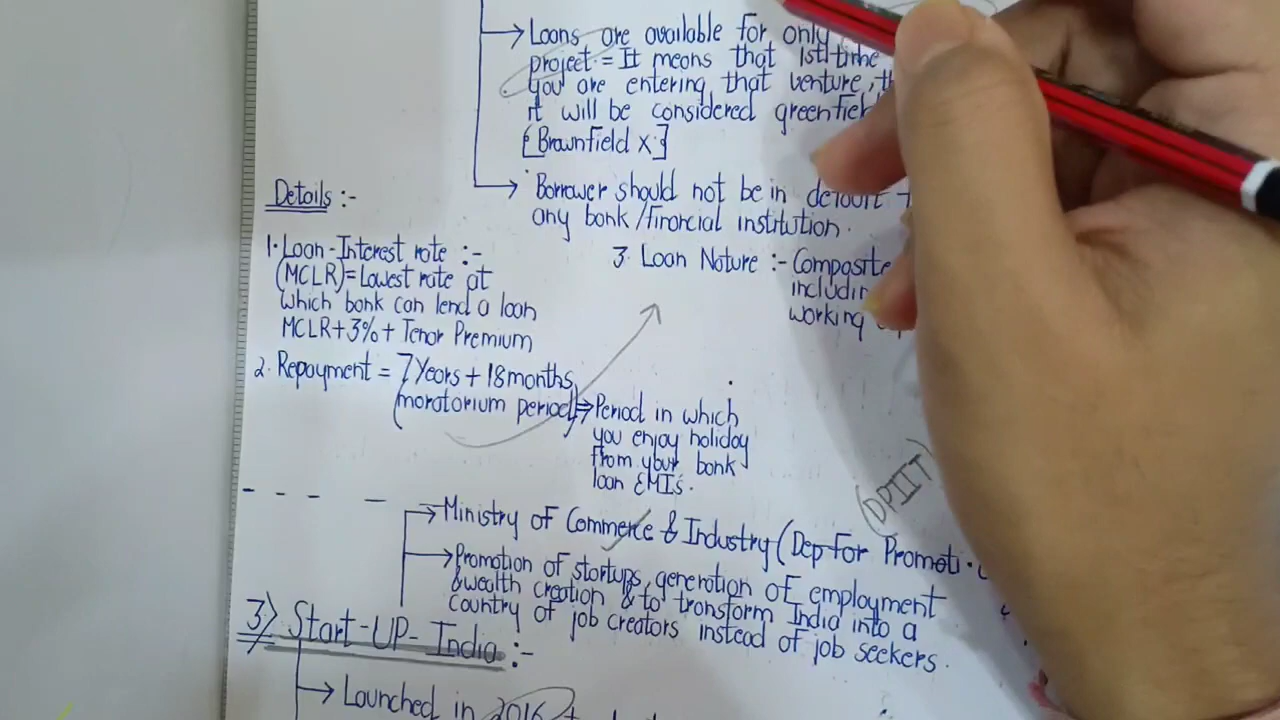 Loans are available for only
project = It means that 1st time
you are entering that venture,
it will be considered greenfield
[Brownfield x]
Borrower should not be in default
any bank/Financial institution.
Details :-
1. Loan-Interest rate :-
(MCLR)=Lowest rate at
which bank can lend a loan
MCLR+3%+Tenor Premium
2. Repayment = 7 Years + 18 months
(moratorium period)
⇒ Period in which
you enjoy holiday
from your bank
loan EMIs.
3. Loan Nature :- Composite
working
(DPIIT)
Ministry of Commerce & Industry (Dep for
Promotion of startups, generation of employment
& wealth creation & to transform India into a
country of job creators instead of job seekers.
3) Start-UP-India :-
Launched in 2016